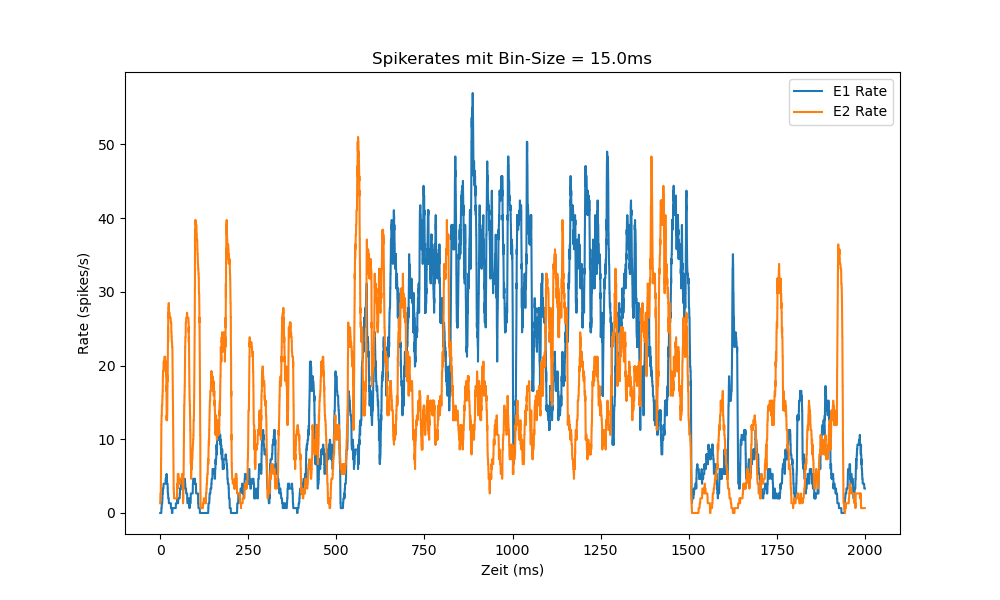 Spikerates mit Bin-Size = 15.0ms
E1 Rate
E2 Rate
Rate (spikes/s)
50
40
30
20
10
0
0 250 500 750 1000 1250 1500 1750 2000
Zeit (ms)